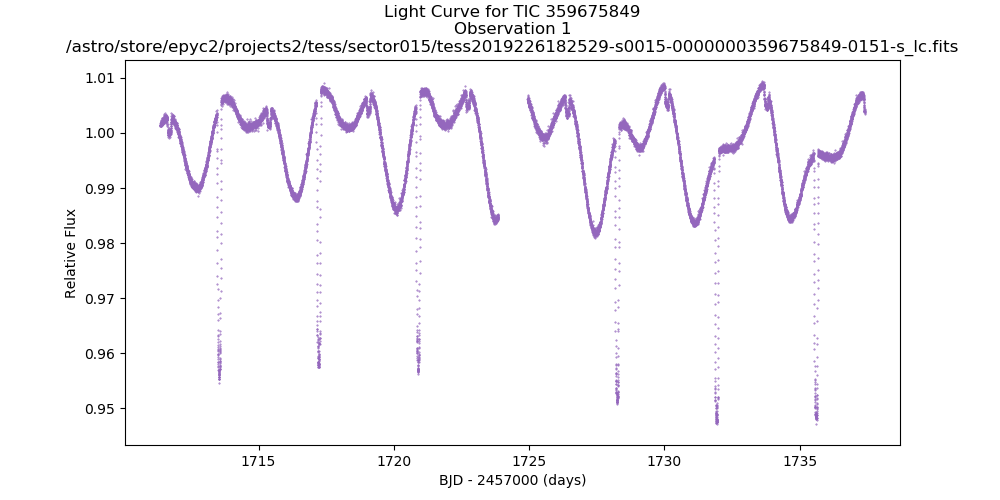 Light Curve for TIC 359675849
Observation 1
/astro/store/epyc2/projects2/tess/sector015/tess2019226182529-s0015-0000000359675849-0151-s_lc.fits
1.01
1.00
0.99
0.98
0.97
0.96
0.95
Relative Flux
1715
1720
1725
1730
1735
BJD - 2457000 (days)